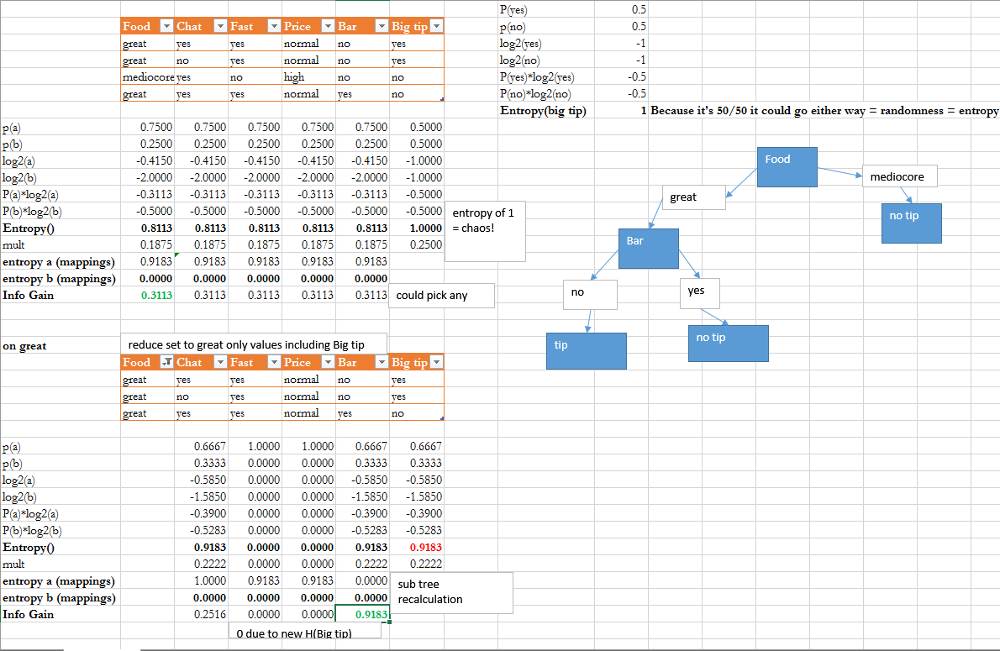 P(yes) 0.5
Food Chat Fast Price Bar Big tip p(no) 0.5
great yes yes normal no yes log2(yes) -1
great no yes normal no yes log2(no) -1
mediocore yes no high no no P(yes)*log2(yes) -0.5
great yes yes normal yes no P(no)*log2(no) -0.5
Entropy(big tip) 1 Because it's 50/50 it could go either way = randomness = entropy
p(a) 0.7500 0.7500 0.7500 0.7500 0.7500 0.5000
p(b) 0.2500 0.2500 0.2500 0.2500 0.2500 0.5000
log2(a) -0.4150 -0.4150 -0.4150 -0.4150 -0.4150 -1.0000
log2(b) -2.0000 -2.0000 -2.0000 -2.0000 -2.0000 -1.0000
P(a)*log2(a) -0.3113 -0.3113 -0.3113 -0.3113 -0.3113 -0.5000
P(b)*log2(b) -0.5000 -0.5000 -0.5000 -0.5000 -0.5000 -0.5000
Entropy() 0.8113 0.8113 0.8113 0.8113 0.8113 1.0000
mult 0.1875 0.1875 0.1875 0.1875 0.1875 0.2500
entropy a (mappings) 0.9183 0.9183 0.9183 0.9183 0.9183
entropy b (mappings) 0.0000 0.0000 0.0000 0.0000 0.0000
Info Gain 0.3113 0.3113 0.3113 0.3113 0.3113
entropy of 1
= chaos!
could pick any
Food
great
mediocore
Bar
no tip
no
yes
tip
no tip
on great
reduce set to great only values including Big tip
Food Chat Fast Price Bar Big tip
great yes yes normal no yes
great no yes normal no yes
great yes yes normal yes no
p(a) 0.6667 1.0000 1.0000 0.6667 0.6667
p(b) 0.3333 0.0000 0.0000 0.3333 0.3333
log2(a) -0.5850 0.0000 0.0000 -0.5850 -0.5850
log2(b) -1.5850 0.0000 0.0000 -1.5850 -1.5850
P(a)*log2(a) -0.3900 0.0000 0.0000 -0.3900 -0.3900
P(b)*log2(b) -0.5283 0.0000 0.0000 -0.5283 -0.5283
Entropy() 0.9183 0.0000 0.0000 0.9183 0.9183
mult 0.2222 0.0000 0.0000 0.2222 0.2222
entropy a (mappings) 1.0000 0.9183 0.9183 0.0000
entropy b (mappings) 0.0000 0.0000 0.0000 0.0000
Info Gain 0.2516 0.0000 0.0000 0.9183
sub tree
recalculation
0 due to new H(Big tip)